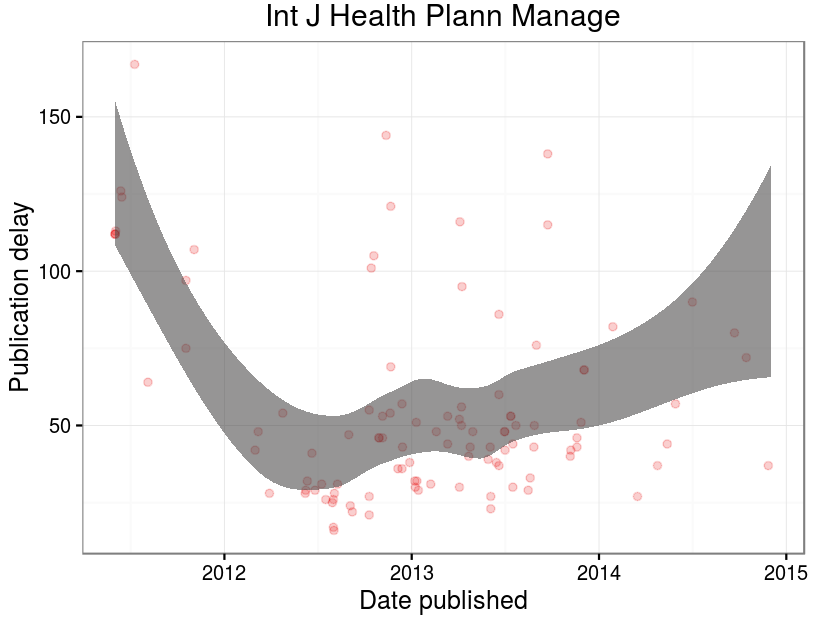 Int J Health Plann Manage
Publication delay
150
100
50
2012
2013
2014
2015
Date published